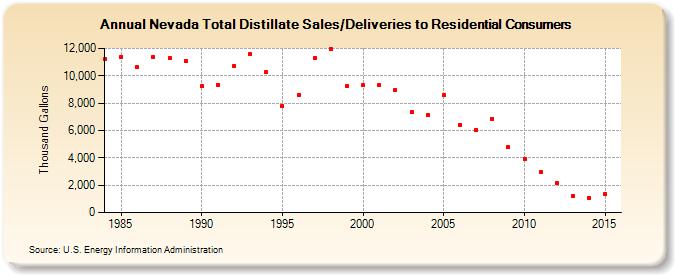 Annual Nevada Total Distillate Sales/Deliveries to Residential Consumers
Thousand Gallons
12,000
10,000
8,000
6,000
4,000
2,000
0
1985 1990 1995 2000 2005 2010 2015
Source: U.S. Energy Information Administration